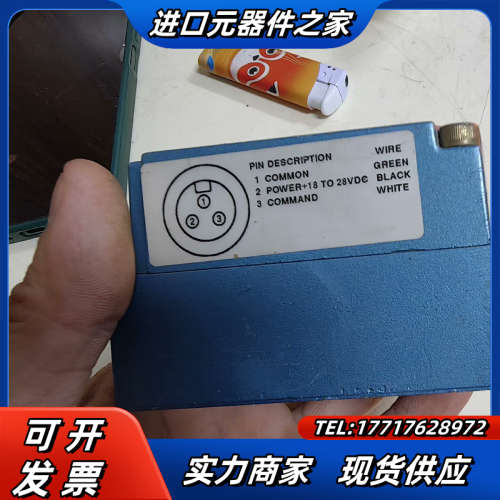 进口元器件之家
PIN DESCRIPTION WIRE
1 COMMON GREEN
2 POWER+18 TO 28VDC BLACK
3 COMMAND WHITE
1
2 3
TEL:17717628972
可开
发票
实力商家 现货供应